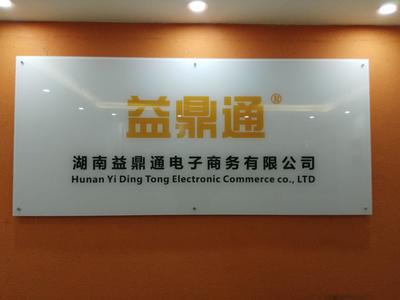 益鼎通®
湖南益鼎通电子商务有限公司
Hunan Yi Ding Tong Electronic Commerce co., LTD